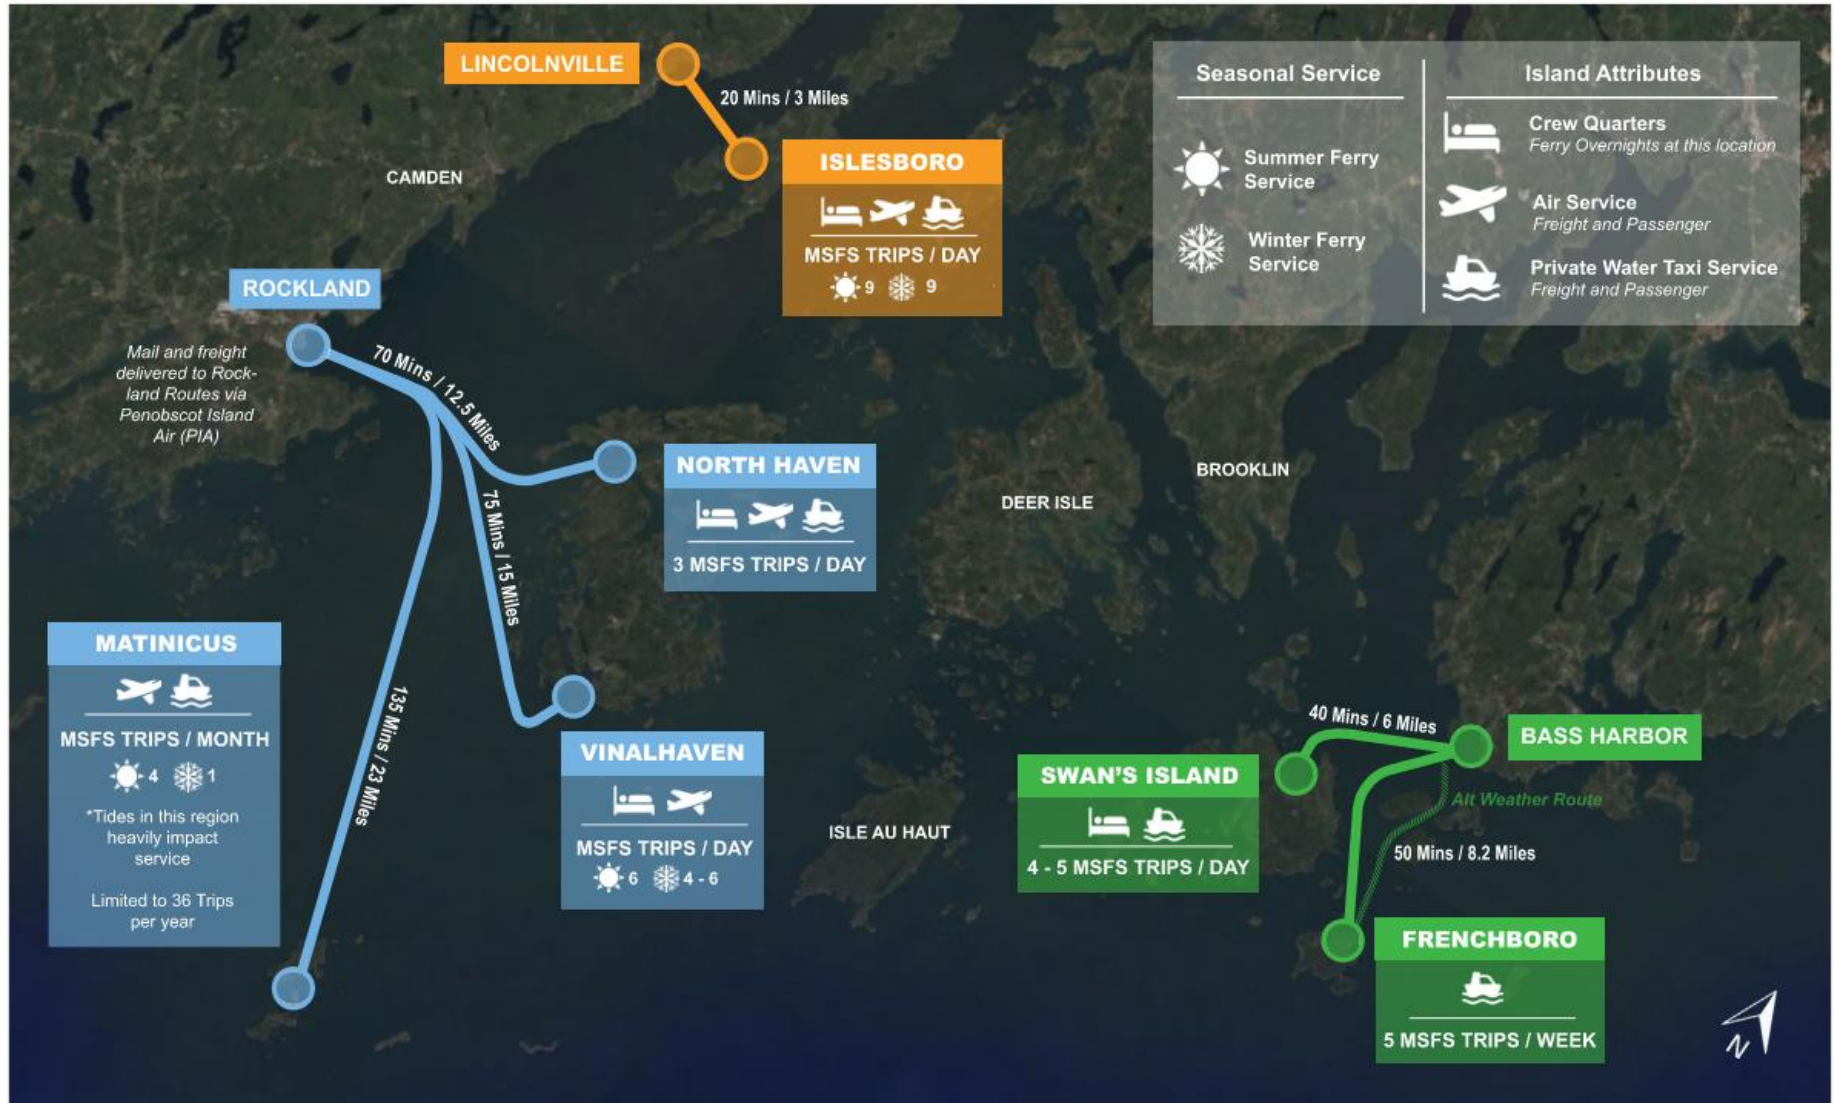 LINCOLNVILLE
20 Mins / 3 Miles
CAMDEN
ISLESBORO
MSFS TRIPS / DAY
9 9
Seasonal Service
Summer Ferry
Service
Winter Ferry
Service
Island Attributes
Crew Quarters
Ferry Overnights at this location
Air Service
Freight and Passenger
Private Water Taxi Service
Freight and Passenger
ROCKLAND
Mail and freight
delivered to Rock-
land Routes via
Penobscot Island
Air (PIA)
70 Mins / 12.5 Miles
NORTH HAVEN
3 MSFS TRIPS / DAY
75 Mins / 15 Miles
DEER ISLE
BROOKLIN
MATINICUS
MSFS TRIPS / MONTH
4 1
*Tides in this region
heavily impact
service
Limited to 36 Trips
per year
135 Mins / 23 Miles
VINALHAVEN
MSFS TRIPS / DAY
6 4 - 6
ISLE AU HAUT
40 Mins / 6 Miles
BASS HARBOR
SWAN'S ISLAND
4 - 5 MSFS TRIPS / DAY
Alt Weather Route
50 Mins / 8.2 Miles
FRENCHBORO
5 MSFS TRIPS / WEEK
N